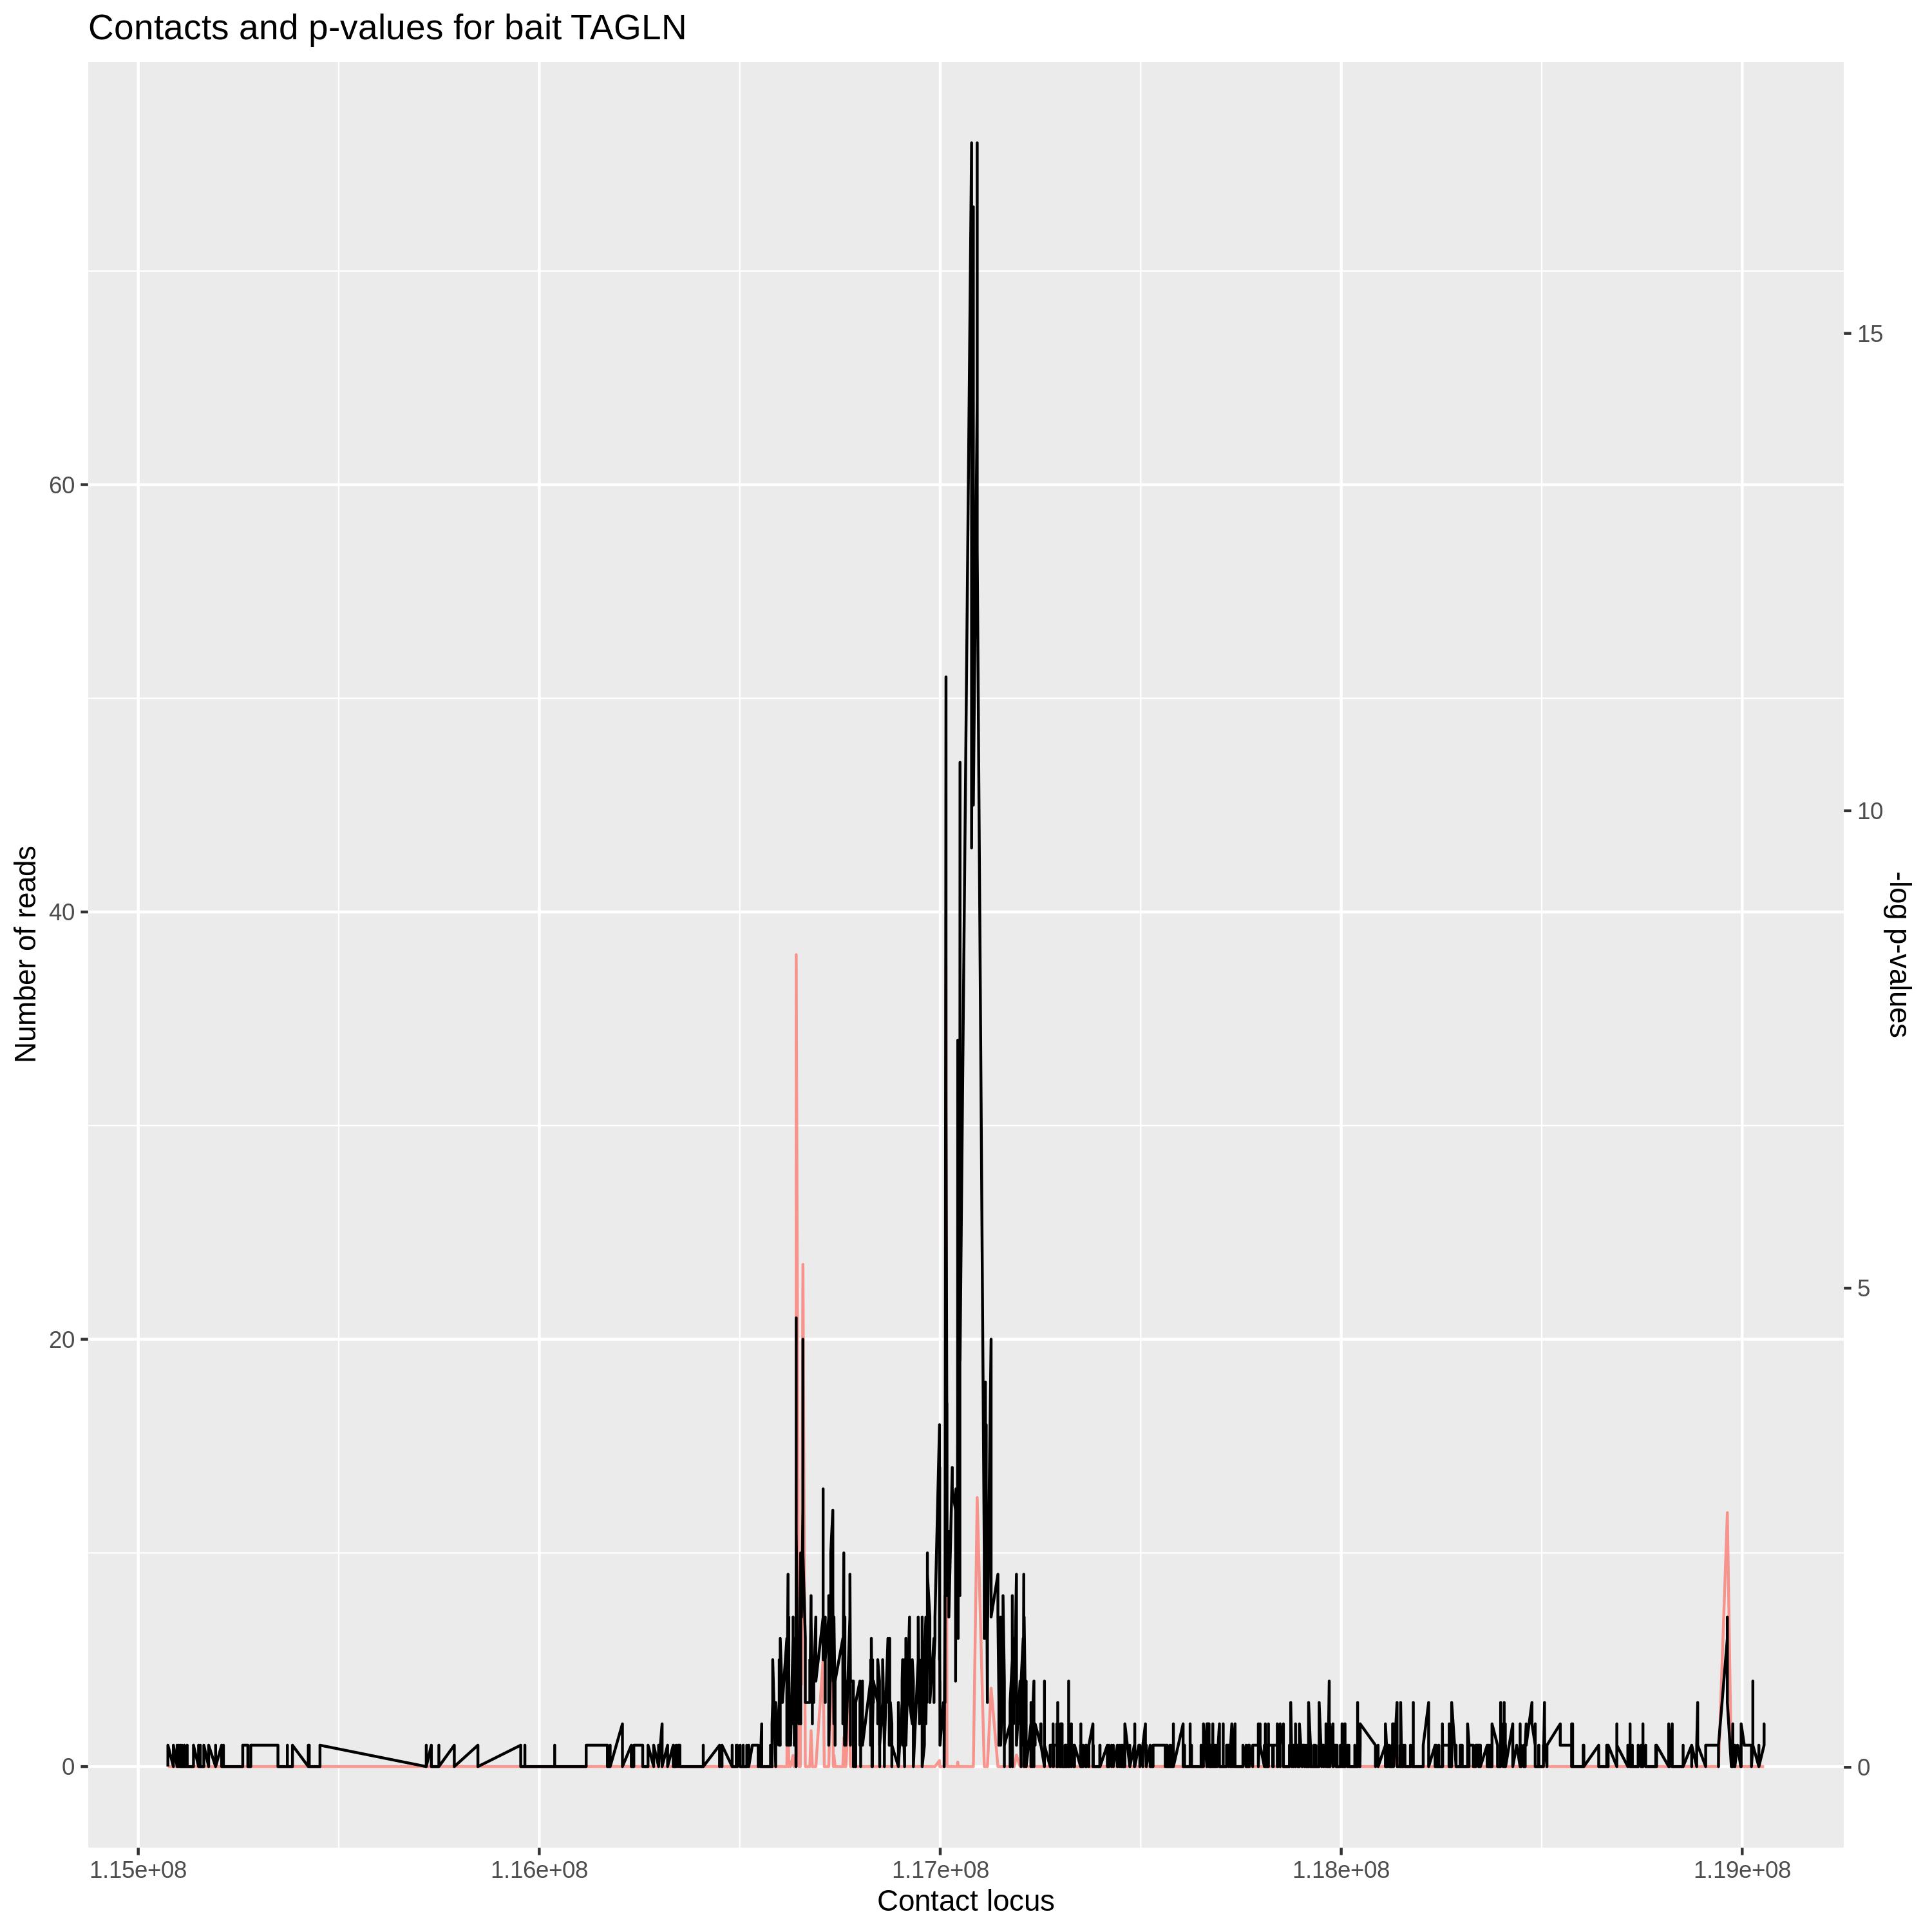 Contacts and p-values for bait TAGLN
60
40
20
0
Number of reads
15
10
5
0
-log p-values
1.15e+08
1.16e+08
1.17e+08
1.18e+08
1.19e+08
Contact locus